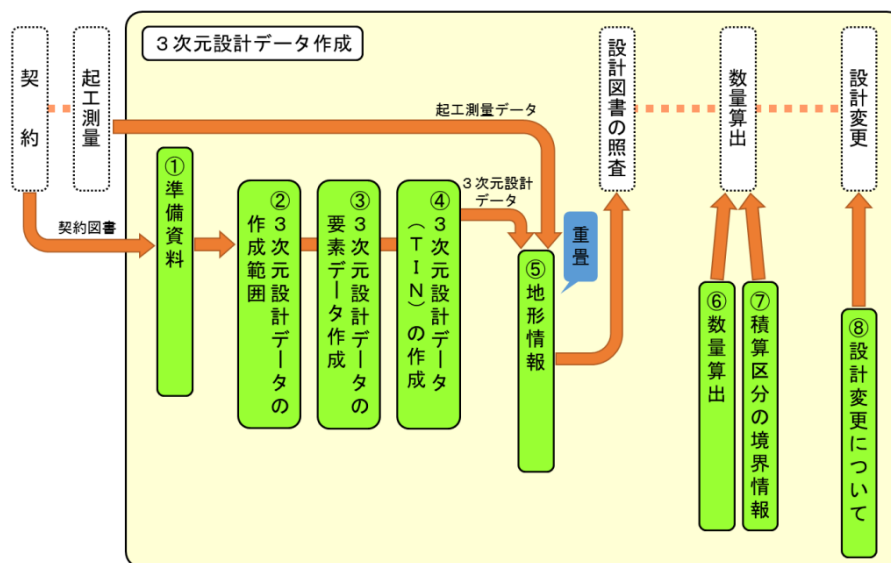 ３次元設計データ作成
契約
起工測量
設計図書の照査
数量算出
設計変更
起工測量データ
契約図書
３次元設計
データ
①準備資料
②３次元設計データの
作成範囲
③３次元設計データの
要素データ作成
④３次元設計データ
（ＴＩＮ）の作成
重畳
⑤地形情報
⑥数量算出
⑦積算区分の境界情報
⑧設計変更について